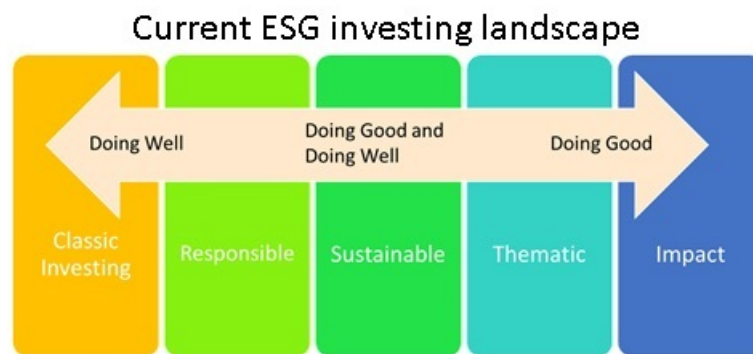 Current ESG investing landscape
Doing Well
Doing Good and
Doing Well
Doing Good
Classic
Investing
Responsible
Sustainable
Thematic
Impact